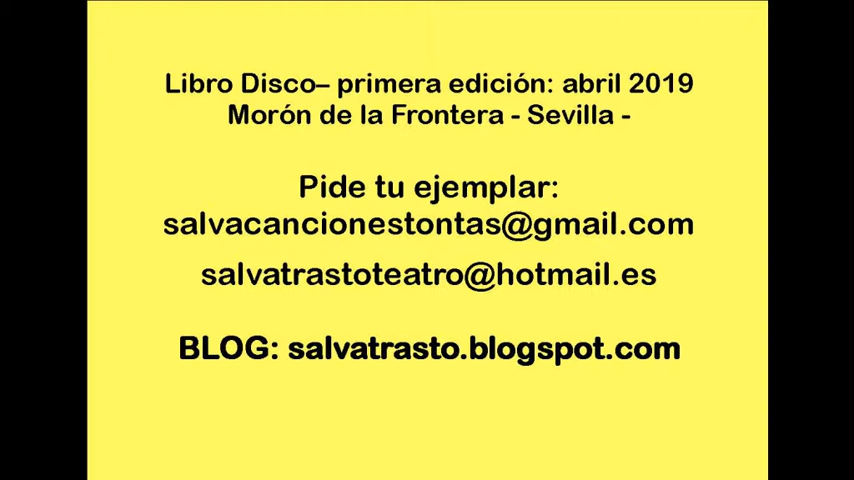 Libro Disco– primera edición: abril 2019
Morón de la Frontera - Sevilla -
Pide tu ejemplar:
salvacancionestontas@gmail.com
salvatrastoteatro@hotmail.es
BLOG: salvatrasto.blogspot.com